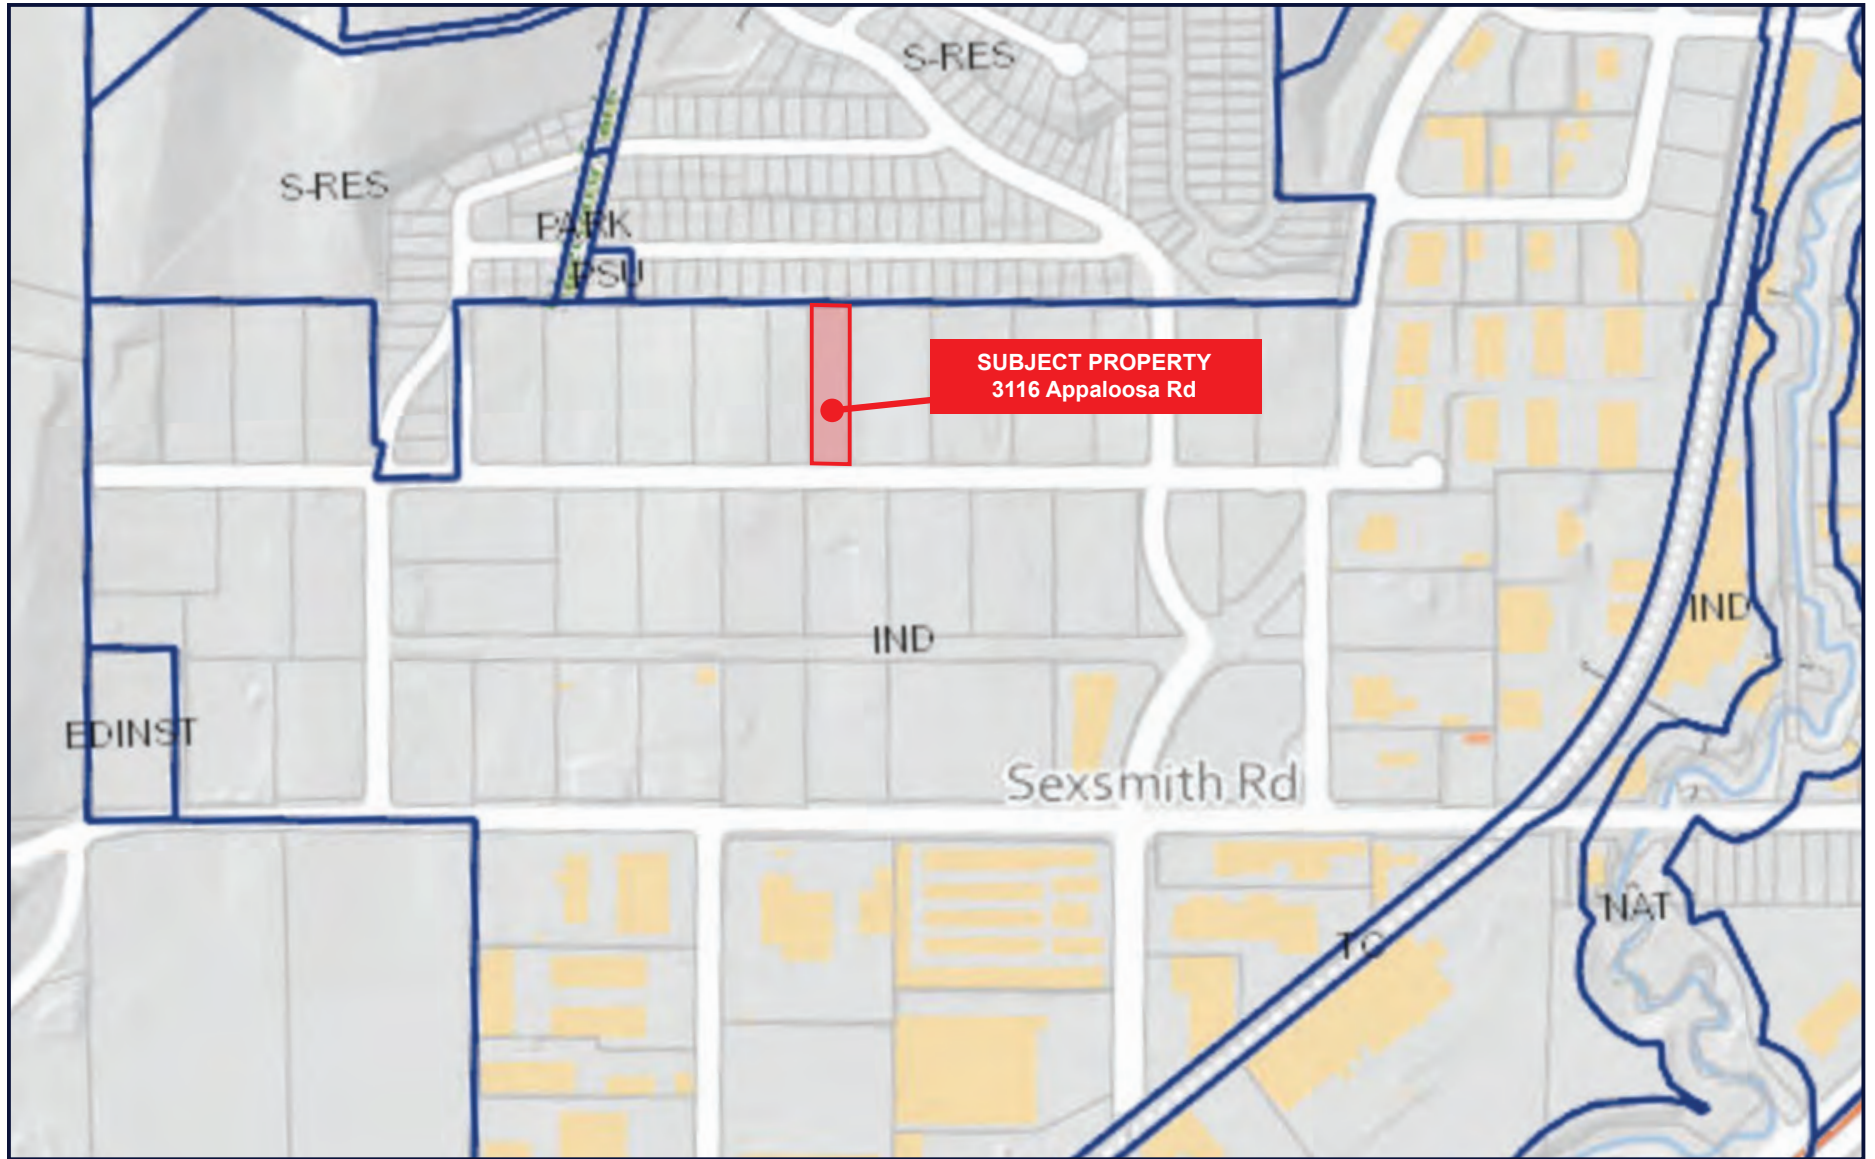 S-RES
S-RES
PARK
PSU
SUBJECT PROPERTY
3116 Appaloosa Rd
IND
IND
EDINST
Sexsmith Rd
NAT
TC